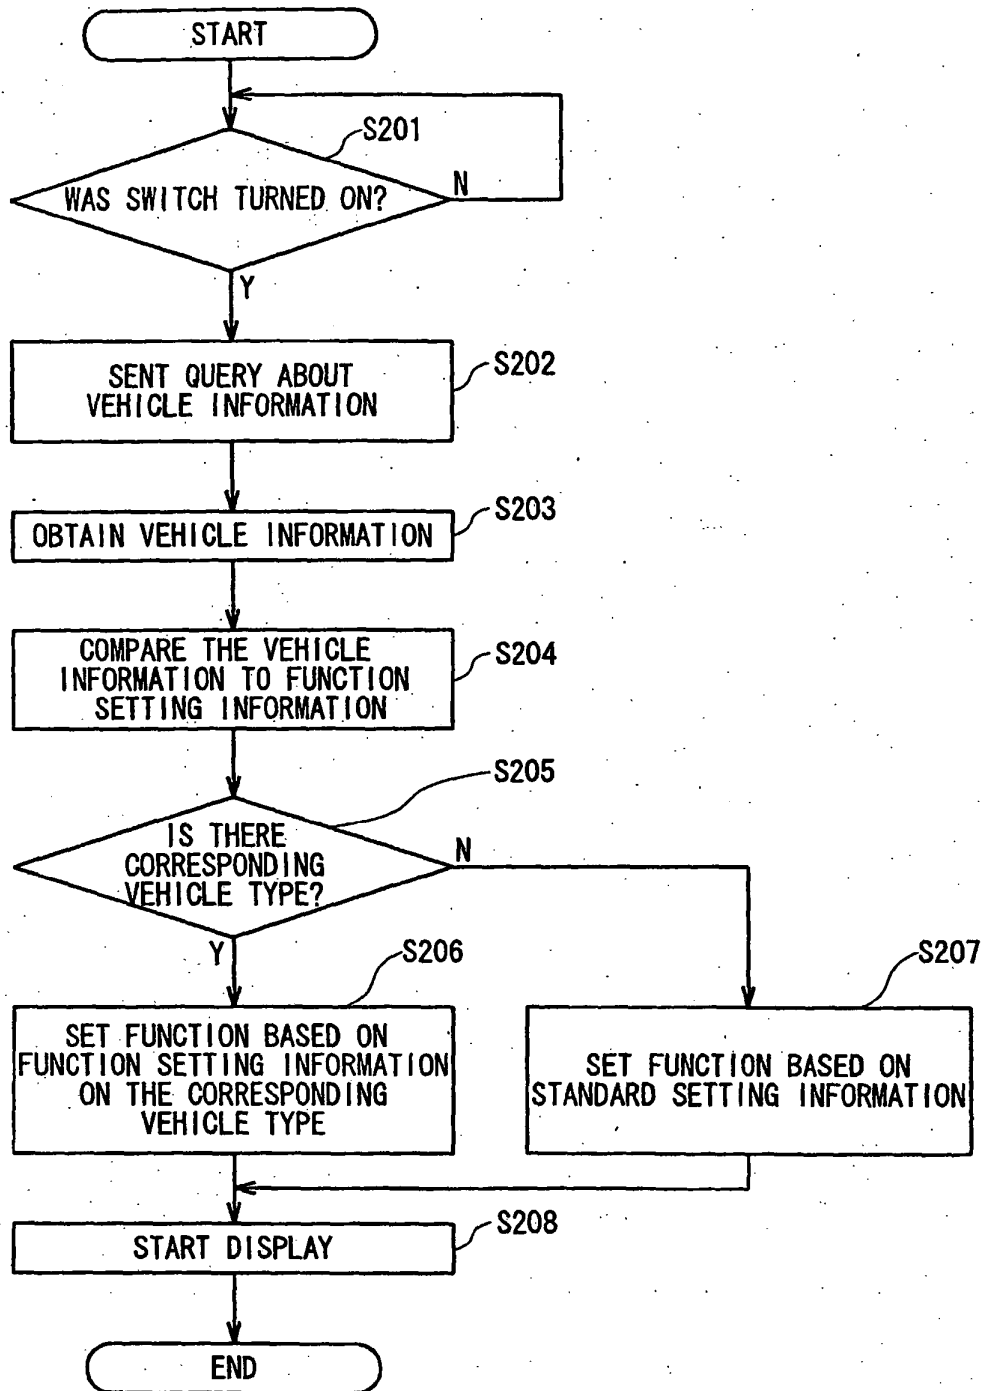 START
S201
WAS SWITCH TURNED ON?
N
Y
S202
SENT QUERY ABOUT
VEHICLE INFORMATION
S203
OBTAIN VEHICLE INFORMATION
S204
COMPARE THE VEHICLE
INFORMATION TO FUNCTION
SETTING INFORMATION
S205
IS THERE
CORRESPONDING
VEHICLE TYPE?
N
Y
S206
SET FUNCTION BASED ON
FUNCTION SETTING INFORMATION
ON THE CORRESPONDING
VEHICLE TYPE
S207
SET FUNCTION BASED ON
STANDARD SETTING INFORMATION
S208
START DISPLAY
END